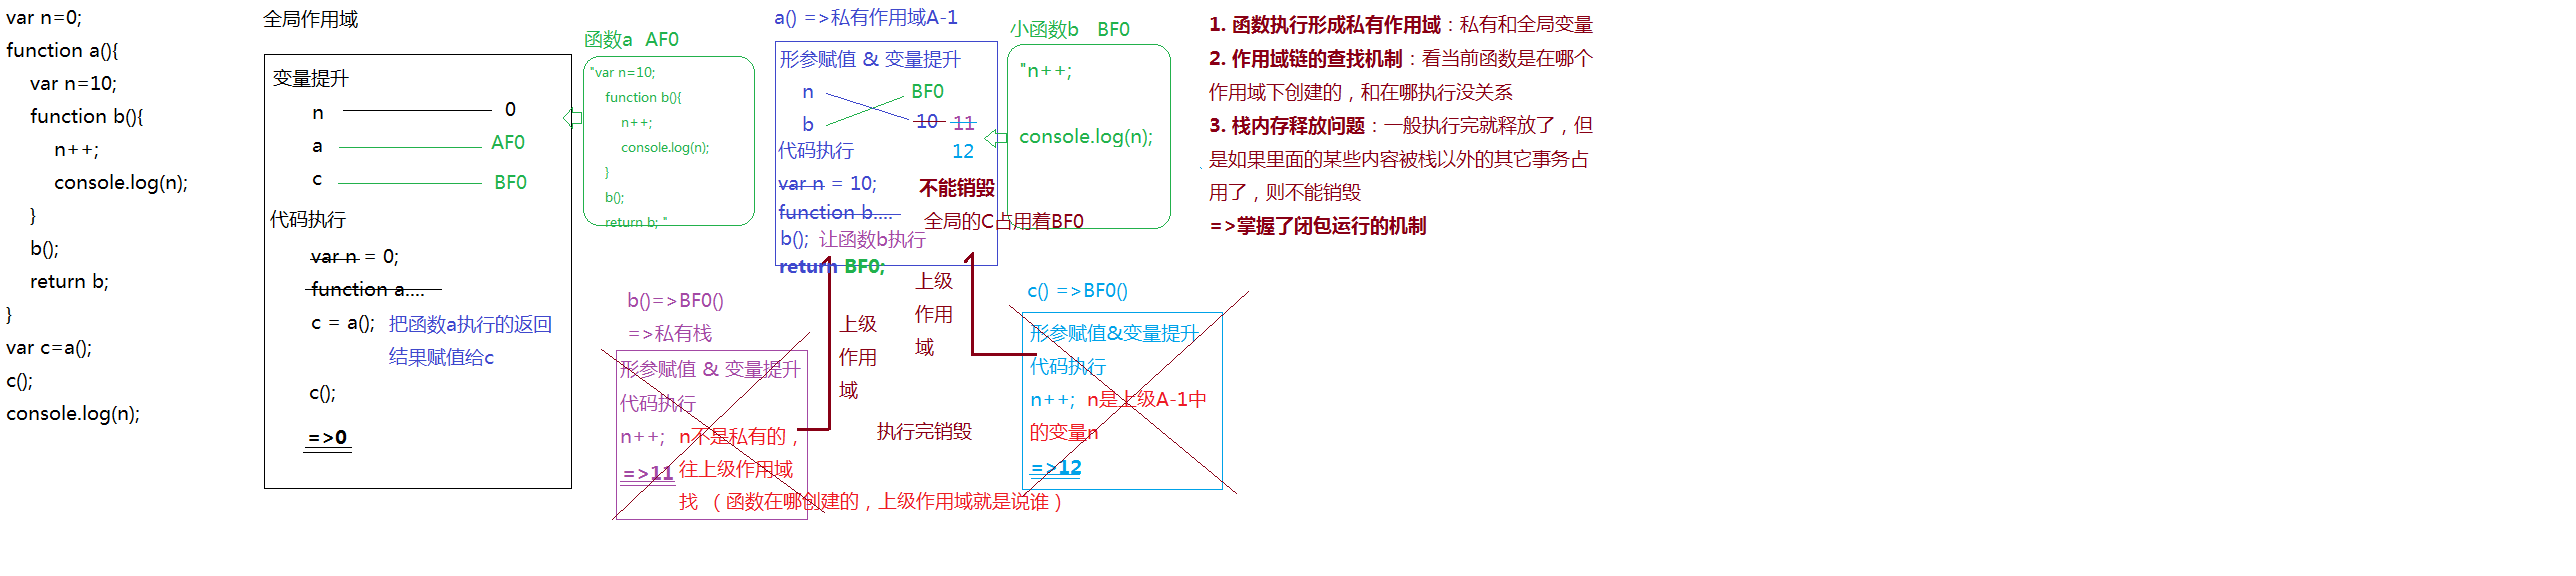 var n=0;
function a(){
var n=10;
function b(){
n++;
console.log(n);
}
b();
return b;
}
var c=a();
c();
console.log(n);
全局作用域
变量提升
n 0
a AF0
c BF0
代码执行
var n = 0;
function a....
c = a(); 把函数a执行的返回
结果赋值给c
c();
=>0
函数a AF0
"var n=10;
function b(){
n++;
console.log(n);
}
b();
return b; "
a() =>私有作用域A-1
形参赋值 & 变量提升
n BF0
b 10 11
代码执行 12
var n = 10; 不能销毁
function b.... 全局的C占用着BF0
b(); 让函数b执行
return BF0;
小函数b BF0
"n++;
console.log(n);
b()=>BF0()
=>私有栈
形参赋值 & 变量提升
代码执行
n++; n不是私有的，
=>11 往上级作用域
找 （函数在哪创建的，上级作用域就是说谁）
上级
作用
域
上级
作用
域
执行完销毁
c() =>BF0()
形参赋值&变量提升
代码执行
n++; n是上级A-1中
的变量n
=>12
1. 函数执行形成私有作用域：私有和全局变量
2. 作用域链的查找机制：看当前函数是在哪个
作用域下创建的，和在哪执行没关系
3. 栈内存释放问题：一般执行完就释放了，但
是如果里面的某些内容被栈以外的其它事务占
用了，则不能销毁
=>掌握了闭包运行的机制